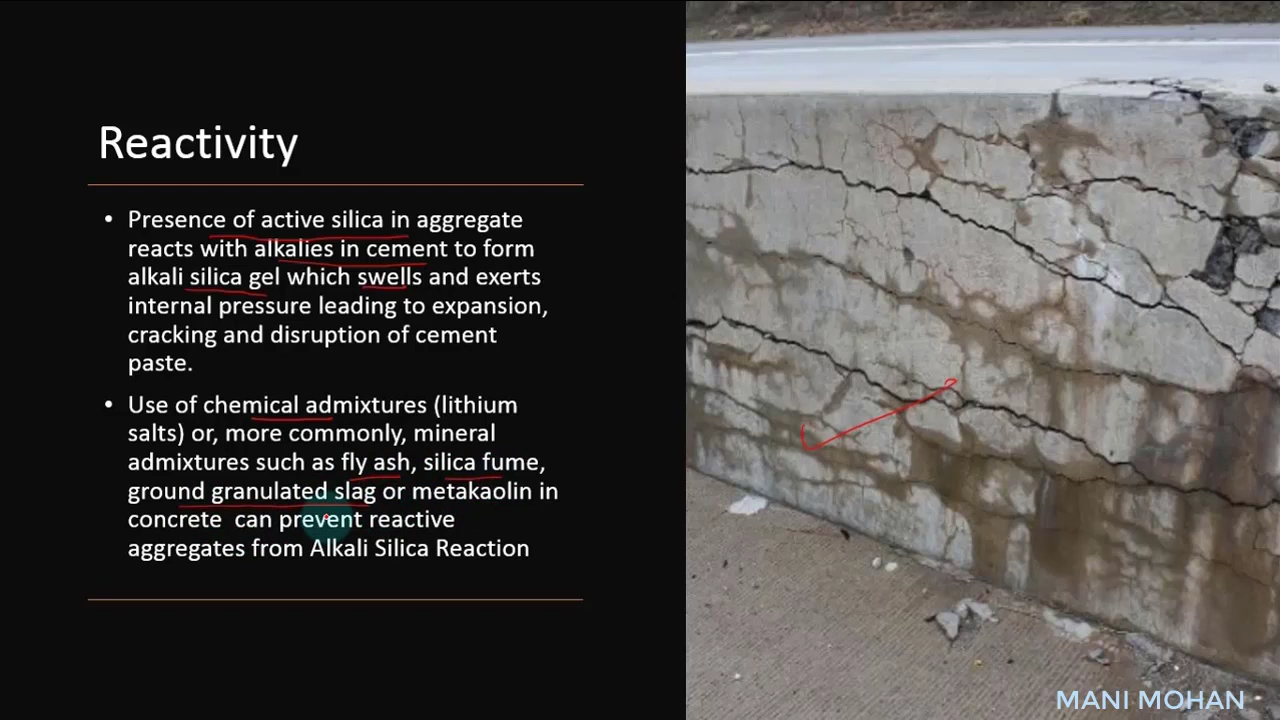 Reactivity
• Presence of active silica in aggregate
reacts with alkalies in cement to form
alkali silica gel which swells and exerts
internal pressure leading to expansion,
cracking and disruption of cement
paste.
• Use of chemical admixtures (lithium
salts) or, more commonly, mineral
admixtures such as fly ash, silica fume,
ground granulated slag or metakaolin in
concrete  can prevent reactive
aggregates from Alkali Silica Reaction
MANI MOHAN